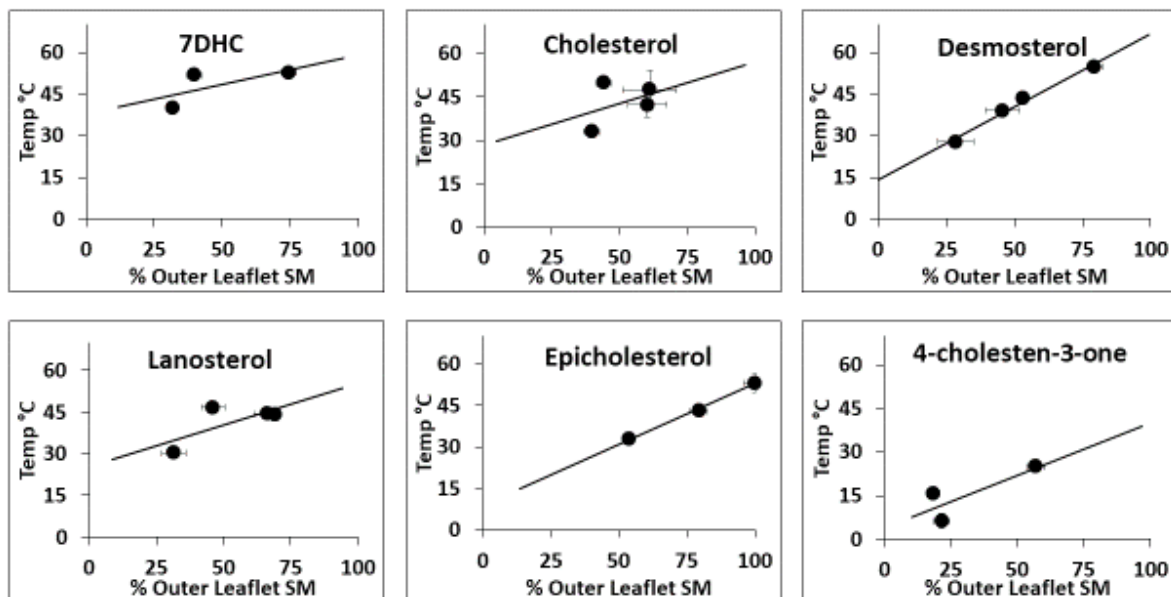 7DHC
60
45
30
15
0
Temp °C
0 25 50 75 100
% Outer Leaflet SM
Cholesterol
60
45
30
15
0
Temp °C
0 25 50 75 100
% Outer Leaflet SM
Desmosterol
60
45
30
15
0
Temp °C
0 25 50 75 100
% Outer Leaflet SM
Lanosterol
60
45
30
15
0
Temp °C
0 25 50 75 100
% Outer Leaflet SM
Epicholesterol
60
45
30
15
0
Temp °C
0 25 50 75 100
% Outer Leaflet SM
4-cholesten-3-one
60
45
30
15
0
Temp °C
0 25 50 75 100
% Outer Leaflet SM